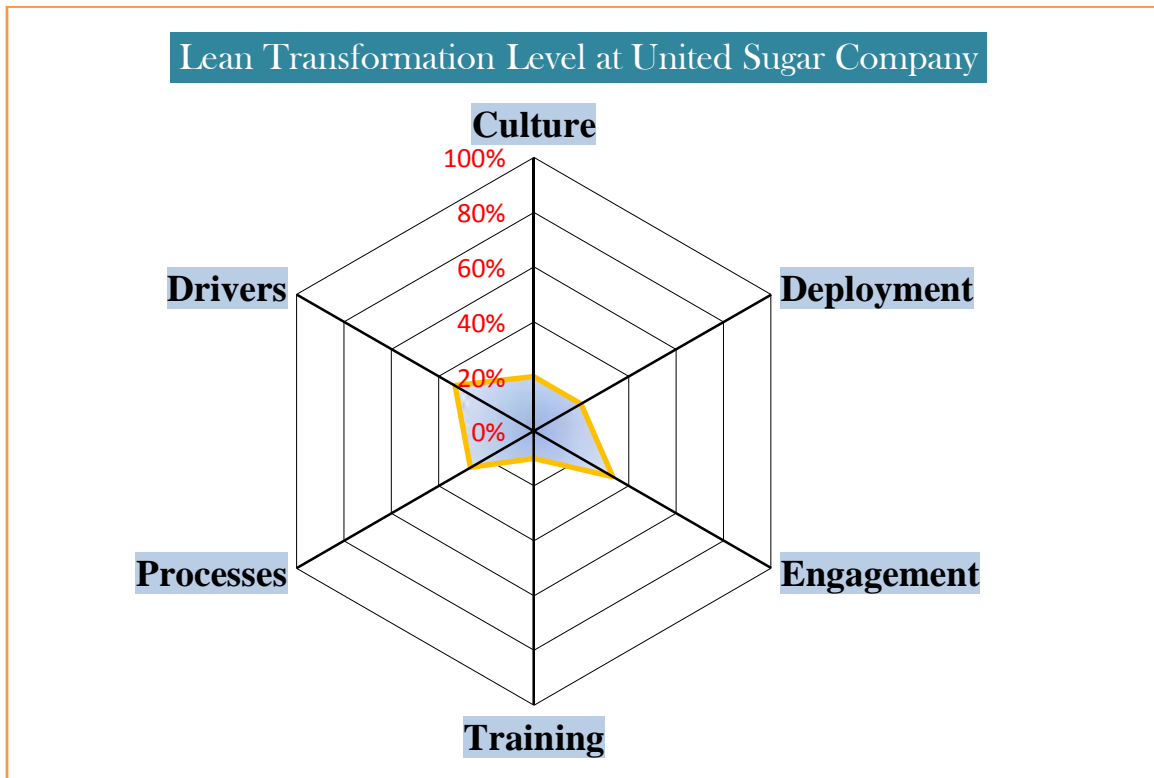 Lean Transformation Level at United Sugar Company
Culture
100%
80%
Drivers
Deployment
60%
40%
20%
0%
Processes
Engagement
Training